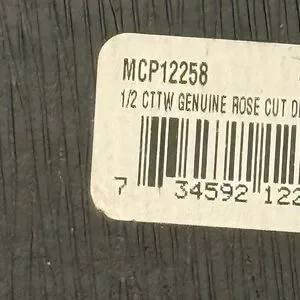 MCP12258
1/2 CTTW GENUINE ROSE CUT D
7 34592 122